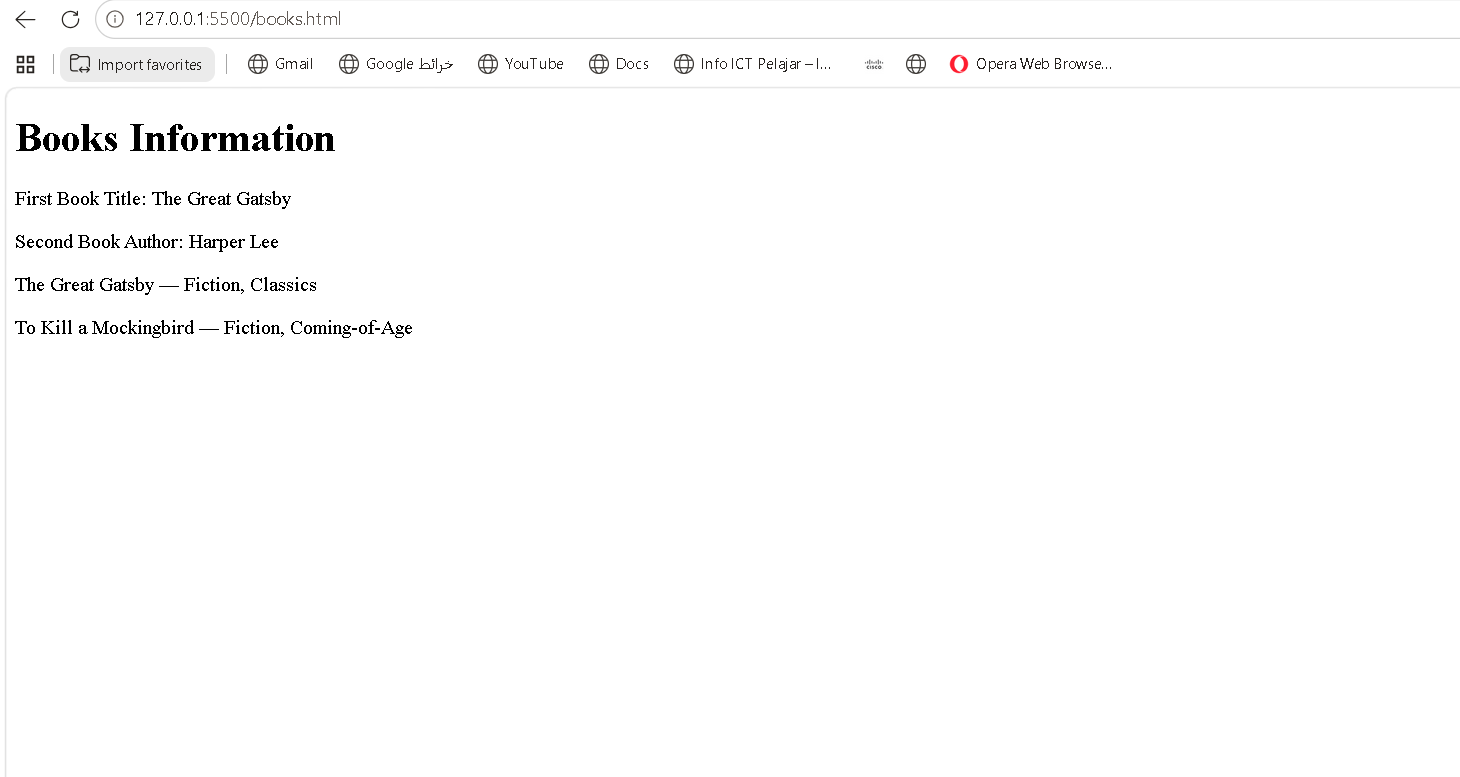 127.0.0.1:5500/books.html
Import favorites Gmail Google خرائط YouTube Docs Info ICT Pelajar – I... CISCO Opera Web Browse...
Books Information
First Book Title: The Great Gatsby
Second Book Author: Harper Lee
The Great Gatsby — Fiction, Classics
To Kill a Mockingbird — Fiction, Coming-of-Age